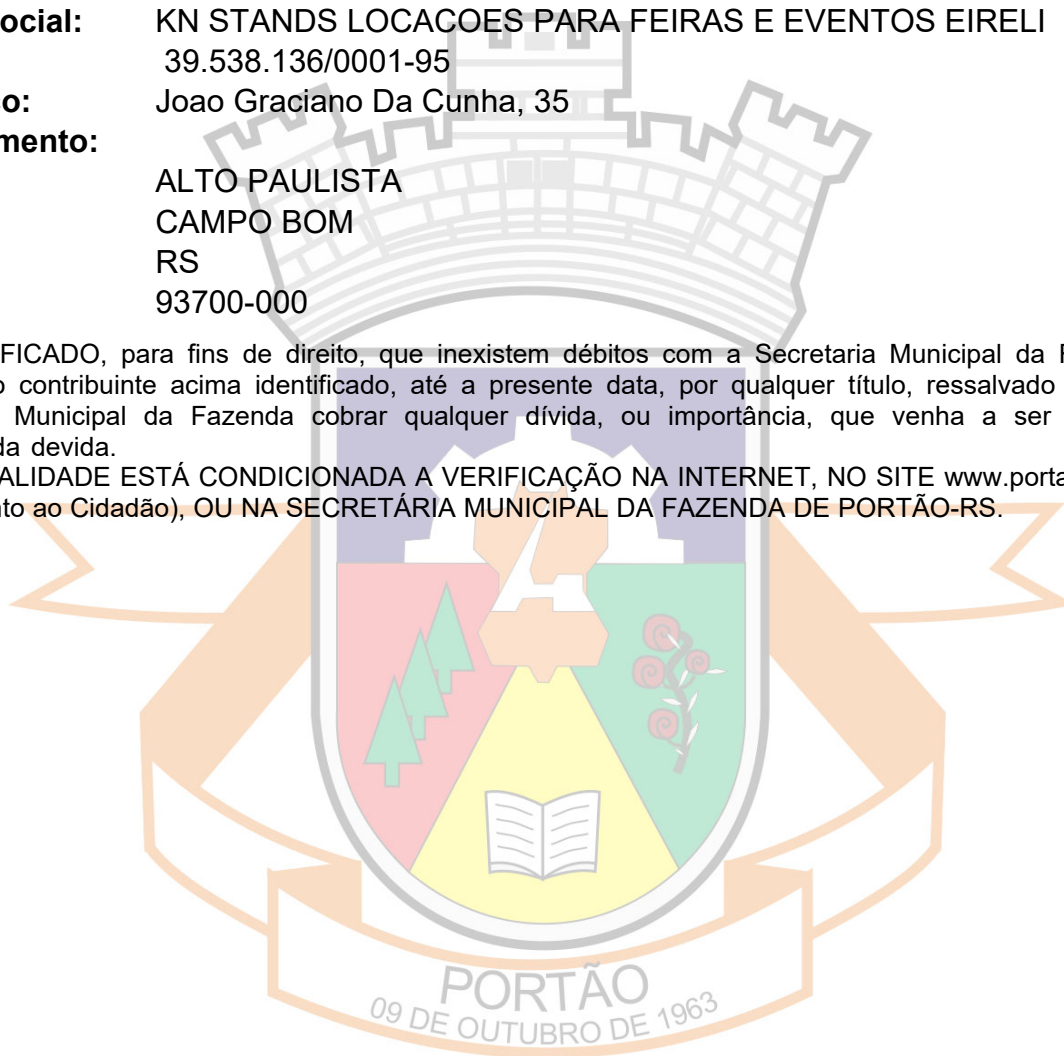 ocial: KN STANDS LOCACOES PARA FEIRAS E EVENTOS EIRELI
39.538.136/0001-95
o: Joao Graciano Da Cunha, 35
mento:
ALTO PAULISTA
CAMPO BOM
RS
93700-000
FICADO, para fins de direito, que inexistem débitos com a Secretaria Municipal da F
o contribuinte acima identificado, até a presente data, por qualquer título, ressalvado
Municipal da Fazenda cobrar qualquer dívida, ou importância, que venha a ser
da devida.
ALIDADE ESTÁ CONDICIONADA A VERIFICAÇÃO NA INTERNET, NO SITE www.porta
to ao Cidadão), OU NA SECRETÁRIA MUNICIPAL DA FAZENDA DE PORTÃO-RS.
PORTÃO
09 DE OUTUBRO DE 1963